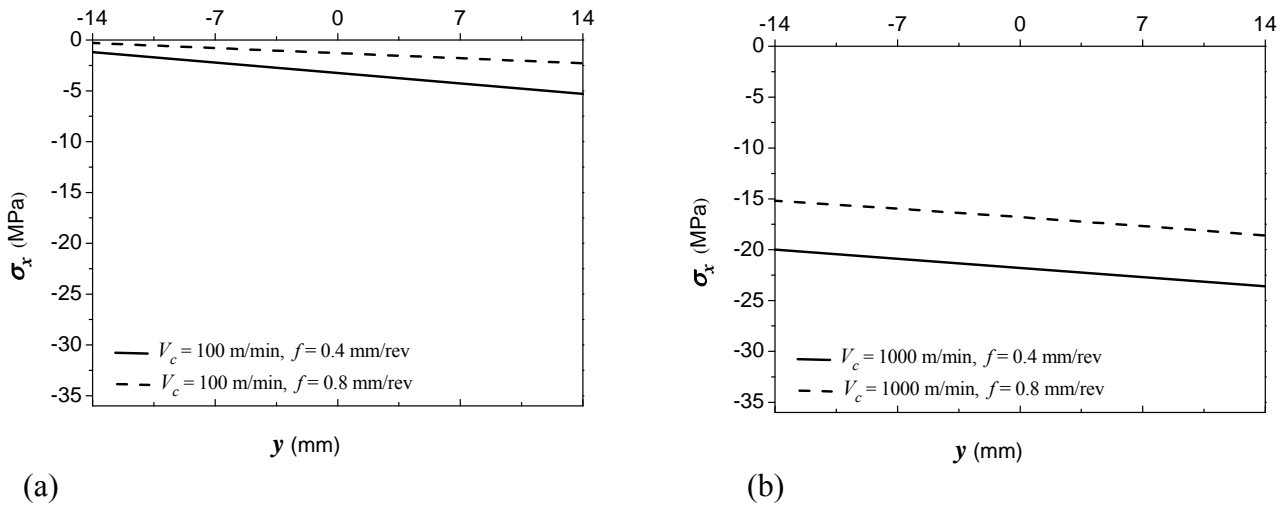 -14 -7 0 7 14
0
-5
-10
-15
-20
-25
-30
-35
σx (MPa)
Vc = 100 m/min, f = 0.4 mm/rev
Vc = 100 m/min, f = 0.8 mm/rev
y (mm)
(a)
-14 -7 0 7 14
0
-5
-10
-15
-20
-25
-30
-35
σx (MPa)
Vc = 1000 m/min, f = 0.4 mm/rev
Vc = 1000 m/min, f = 0.8 mm/rev
y (mm)
(b)